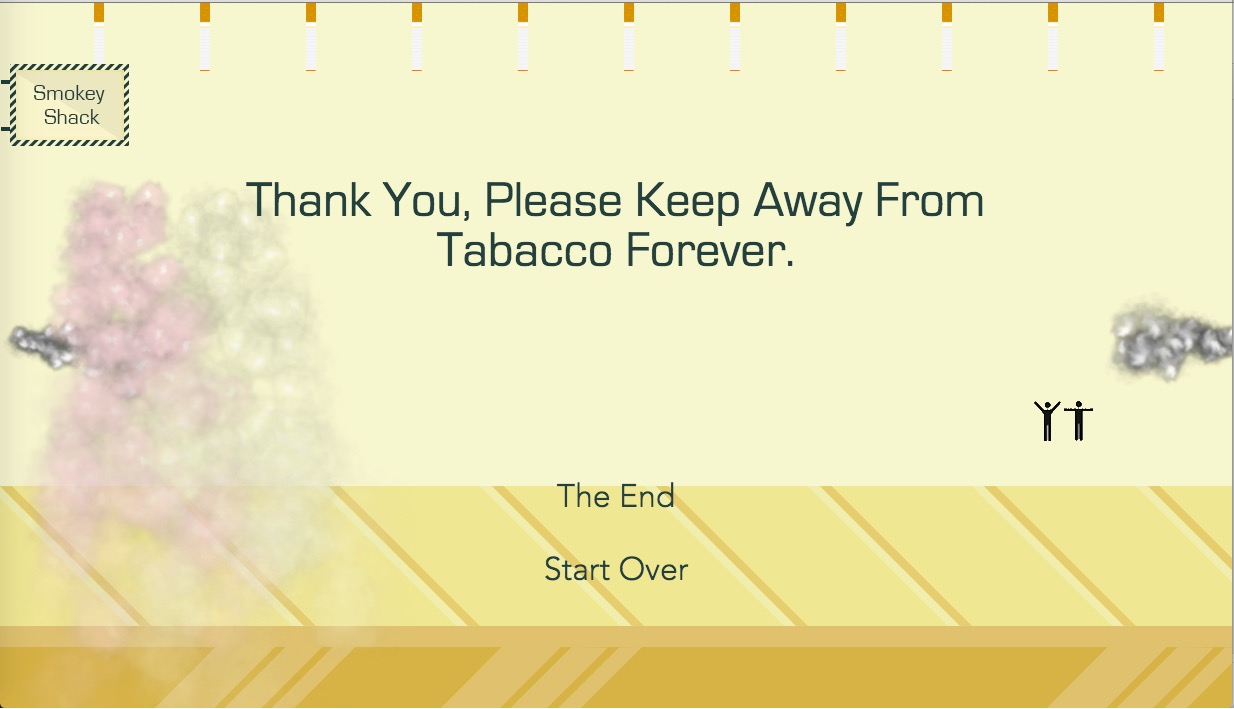 Smokey
Shack
Thank You, Please Keep Away From
Tabacco Forever.
The End
Start Over